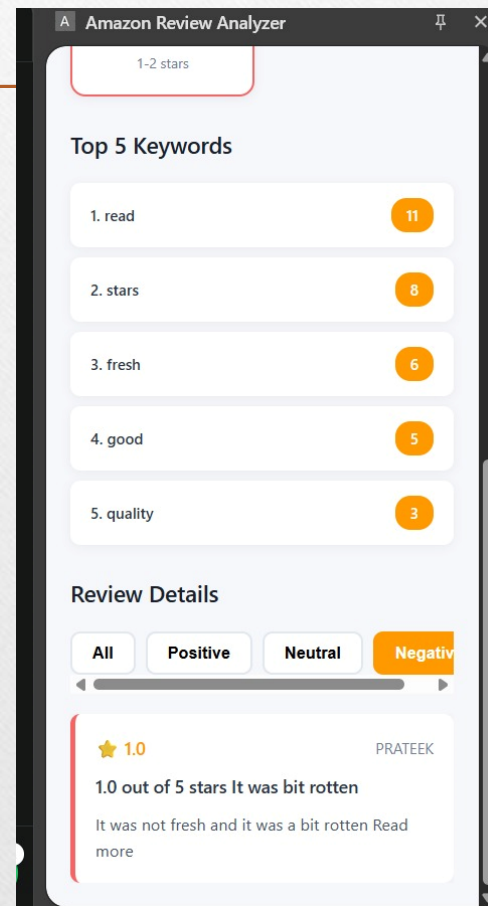 A Amazon Review Analyzer
1-2 stars
Top 5 Keywords
1. read 11
2. stars 8
3. fresh 6
4. good 5
5. quality 3
Review Details
All Positive Neutral Negativ
1.0 PRATEEK
1.0 out of 5 stars It was bit rotten
It was not fresh and it was a bit rotten Read
more